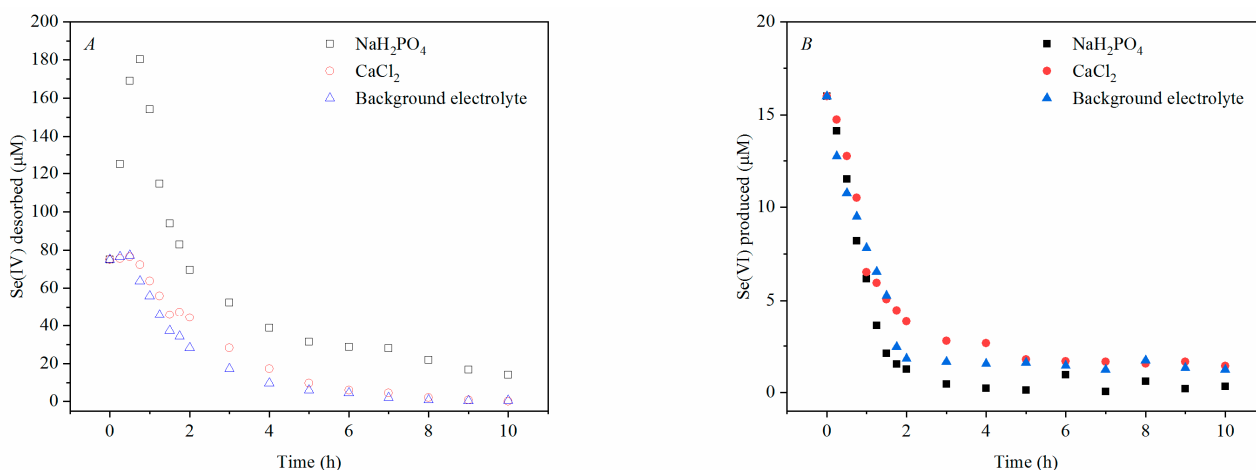 200
180
160
140
120
100
80
60
40
20
0
Se(IV) desorbed (μM)
A
NaH₂PO₄
CaCl₂
Background electrolyte
0 2 4 6 8 10
Time (h)
20
15
10
5
0
Se(VI) produced (μM)
B
NaH₂PO₄
CaCl₂
Background electrolyte
0 2 4 6 8 10
Time (h)